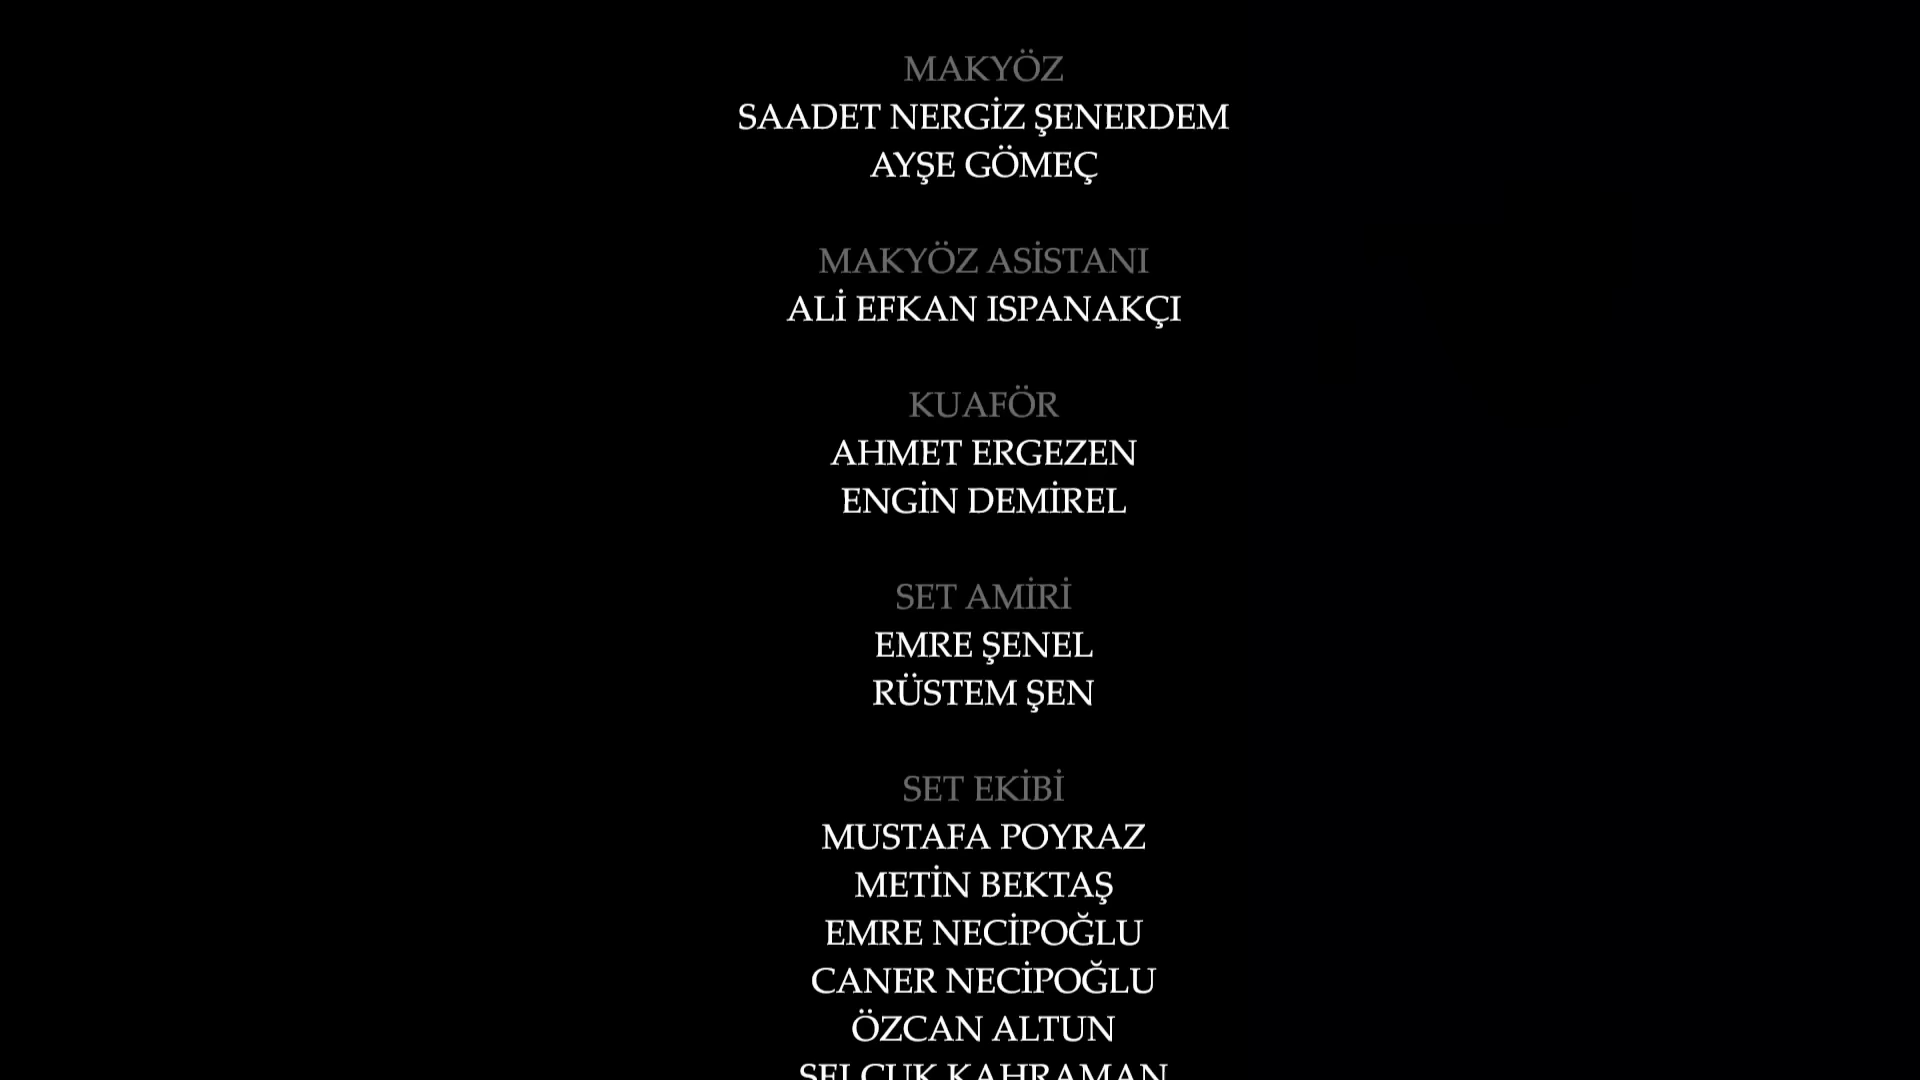 MAKYÖZ
SAADET NERGİZ ŞENERDEM
AYŞE GÖMEÇ
MAKYÖZ ASİSTANI
ALİ EFKAN ISPANAKÇI
KUAFÖR
AHMET ERGEZEN
ENGİN DEMİREL
SET AMİRİ
EMRE ŞENEL
RÜSTEM ŞEN
SET EKİBİ
MUSTAFA POYRAZ
METİN BEKTAŞ
EMRE NECİPOĞLU
CANER NECİPOĞLU
ÖZCAN ALTUN
SELÇUK KAHRAMAN